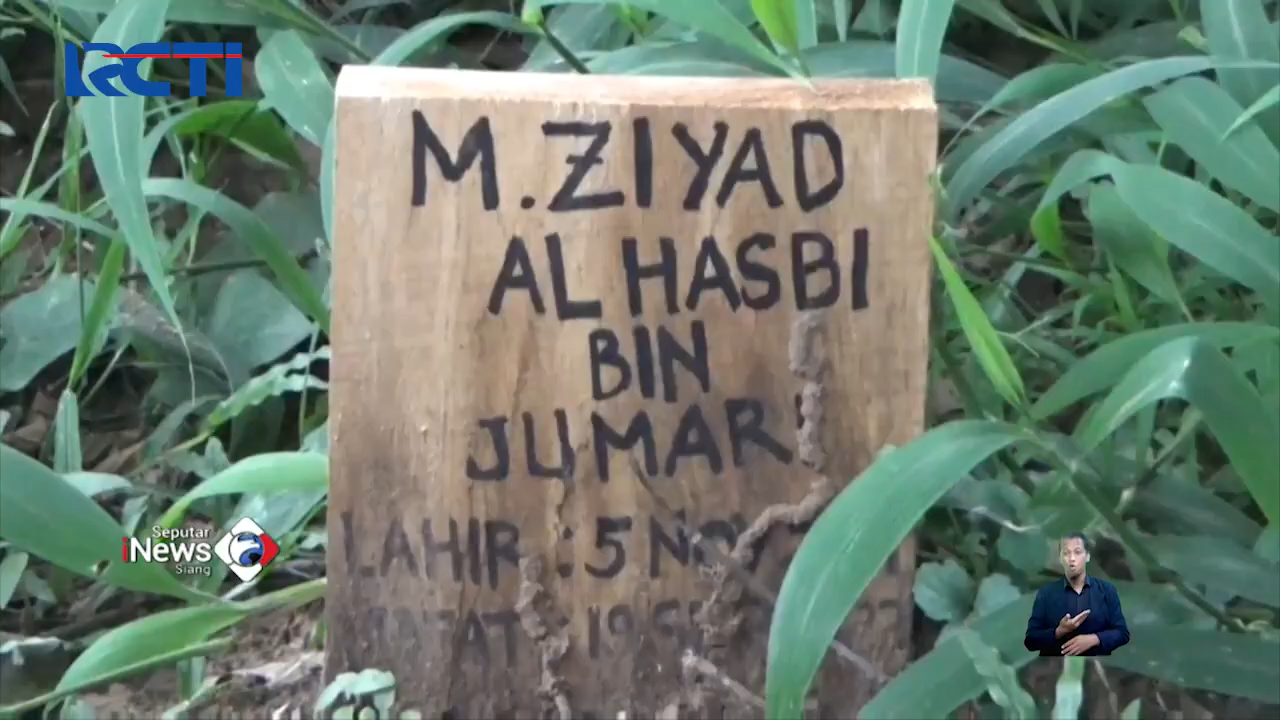 RCTI
M.ZIYAD
AL HASBI
BIN
JUMARI
LAHIR : 5
Seputar
iNews
Siang